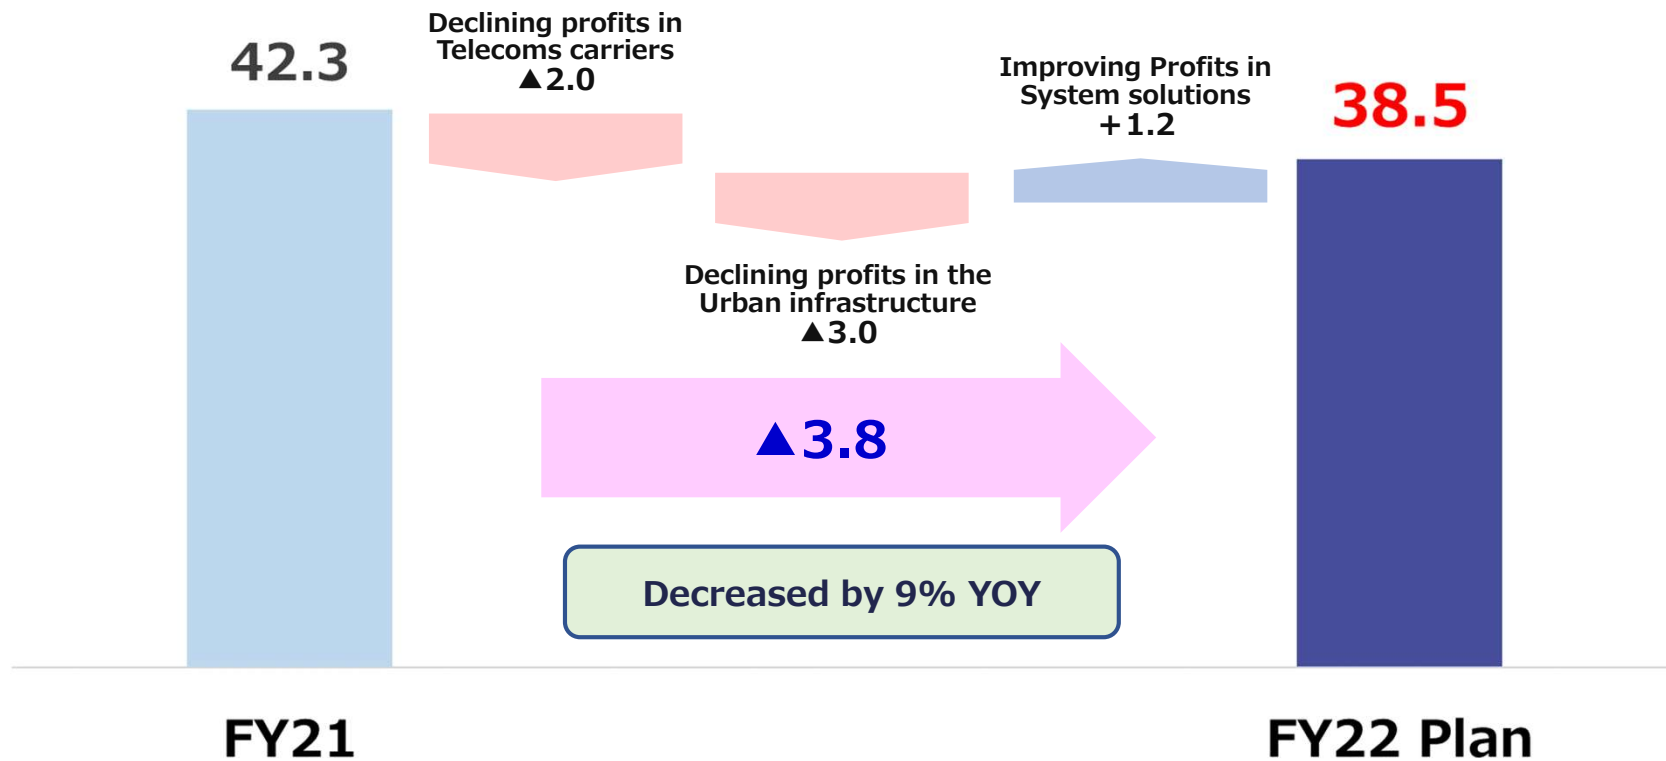 42.3
Declining profits in
Telecoms carriers
▲2.0
Declining profits in the
Urban infrastructure
▲3.0
Improving Profits in
System solutions
+1.2
38.5
▲3.8
Decreased by 9% YOY
FY21
FY22 Plan